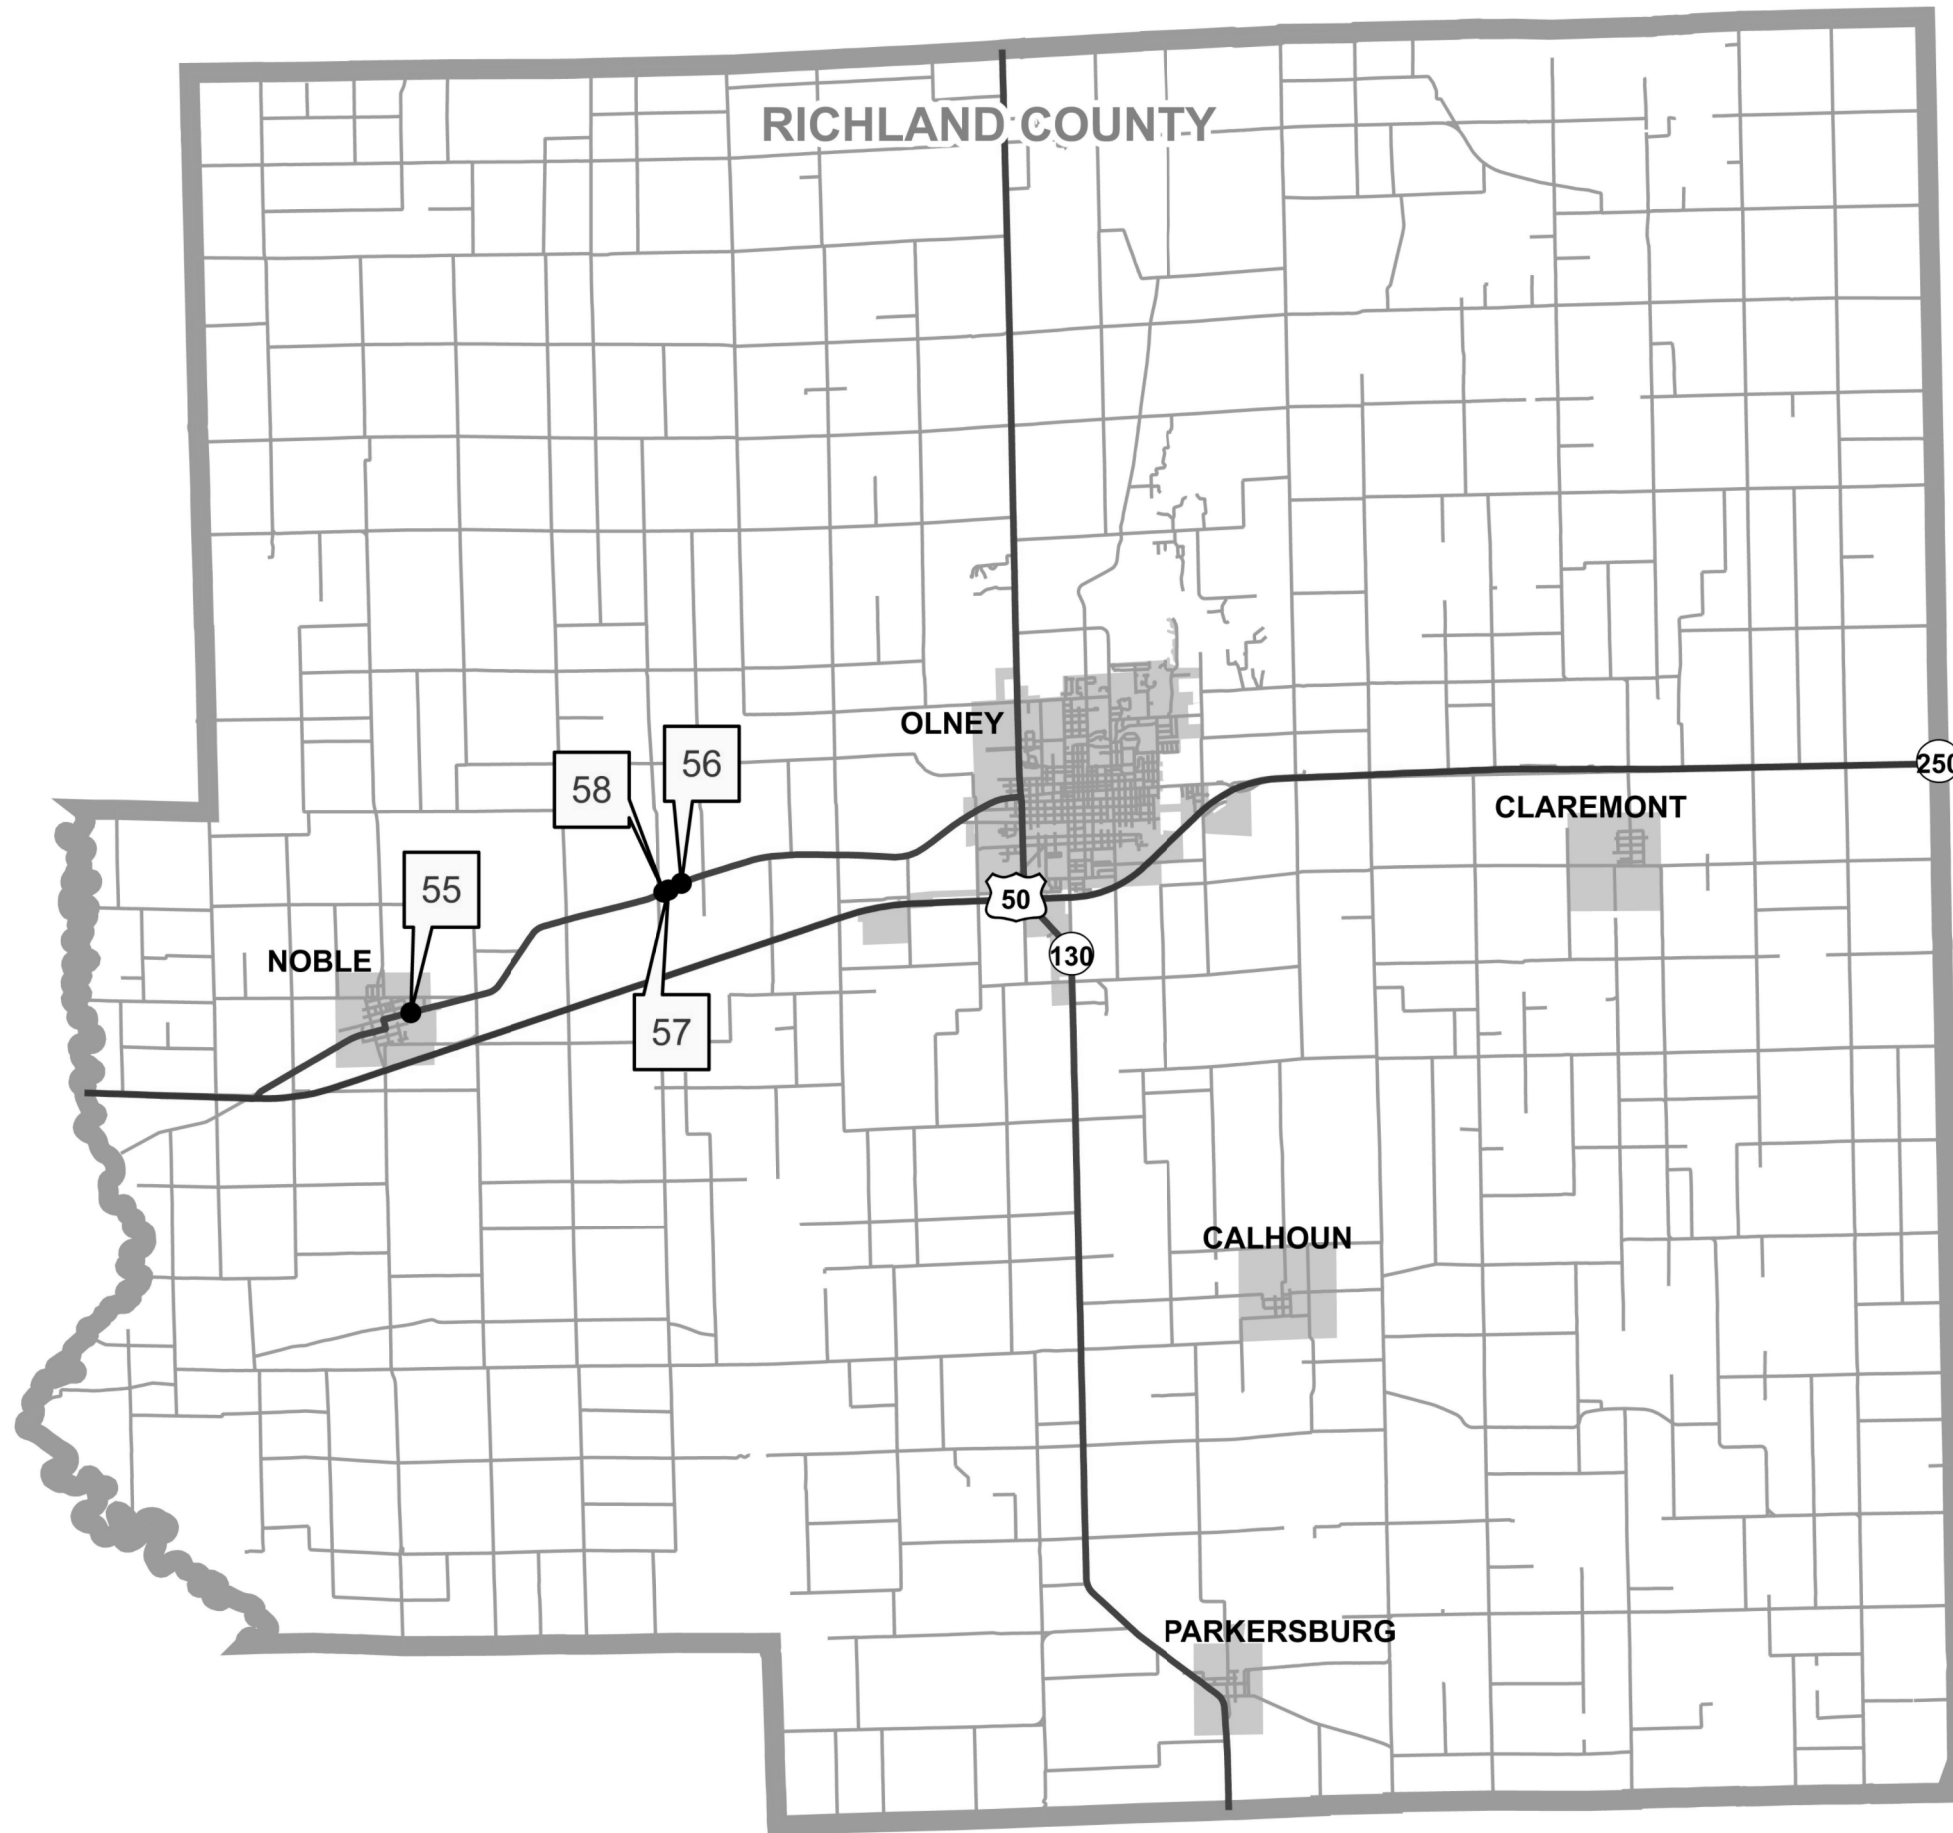 RICHLAND COUNTY
OLNEY
56
58
250
CLAREMONT
55
50
130
NOBLE
57
CALHOUN
PARKERSBURG